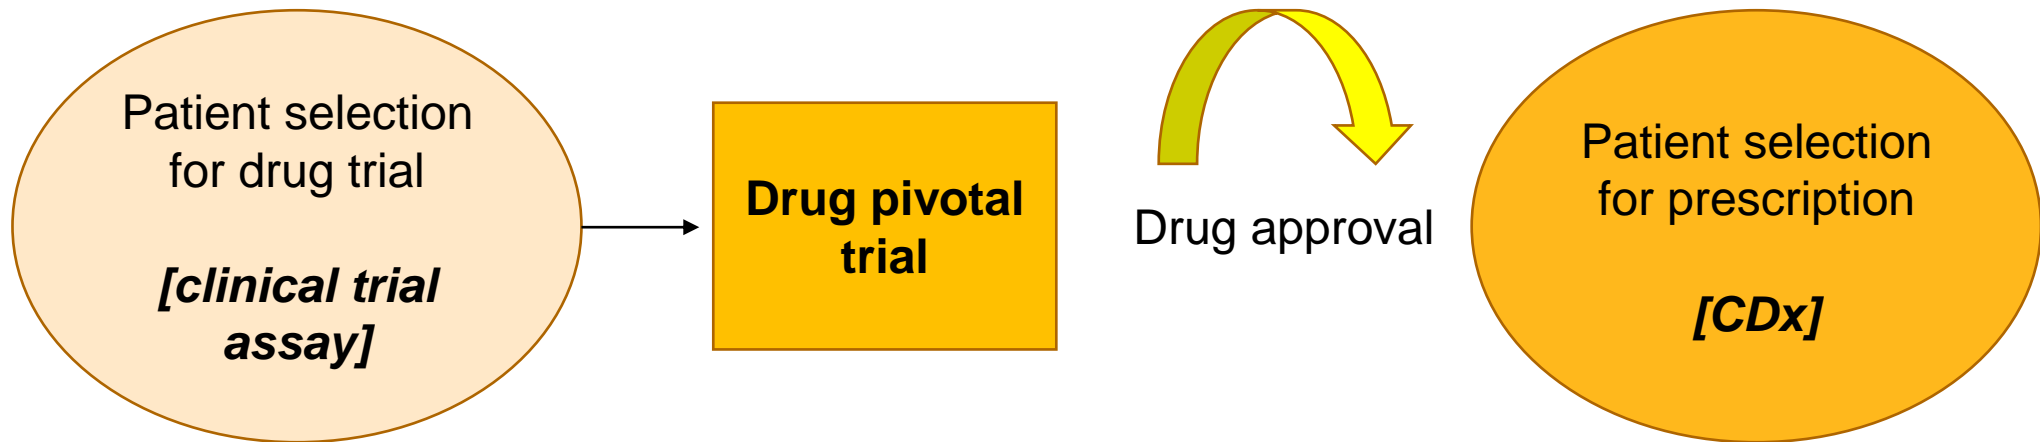 Patient selection
for drug trial
[clinical trial
assay]
Drug pivotal
trial
Drug approval
Patient selection
for prescription
[CDx]